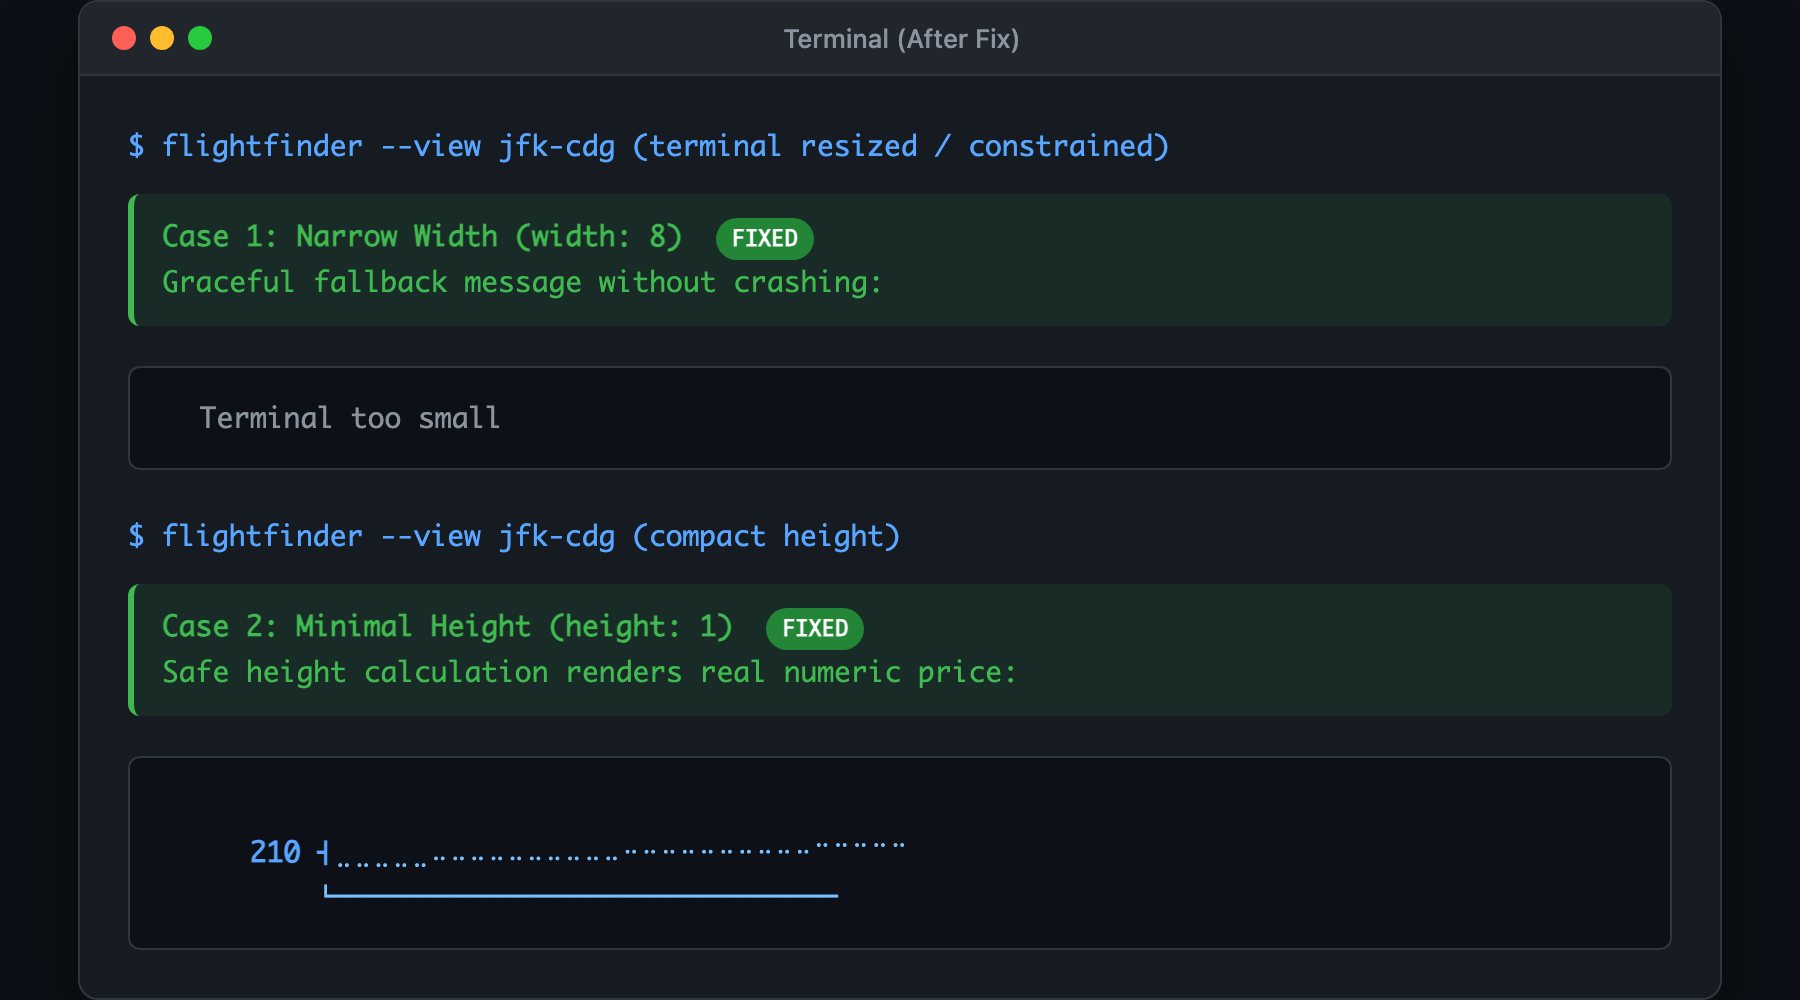 Terminal (After Fix)
$ flightfinder --view jfk-cdg (terminal resized / constrained)
Case 1: Narrow Width (width: 8) FIXED
Graceful fallback message without crashing:
Terminal too small
$ flightfinder --view jfk-cdg (compact height)
Case 2: Minimal Height (height: 1) FIXED
Safe height calculation renders real numeric price:
210